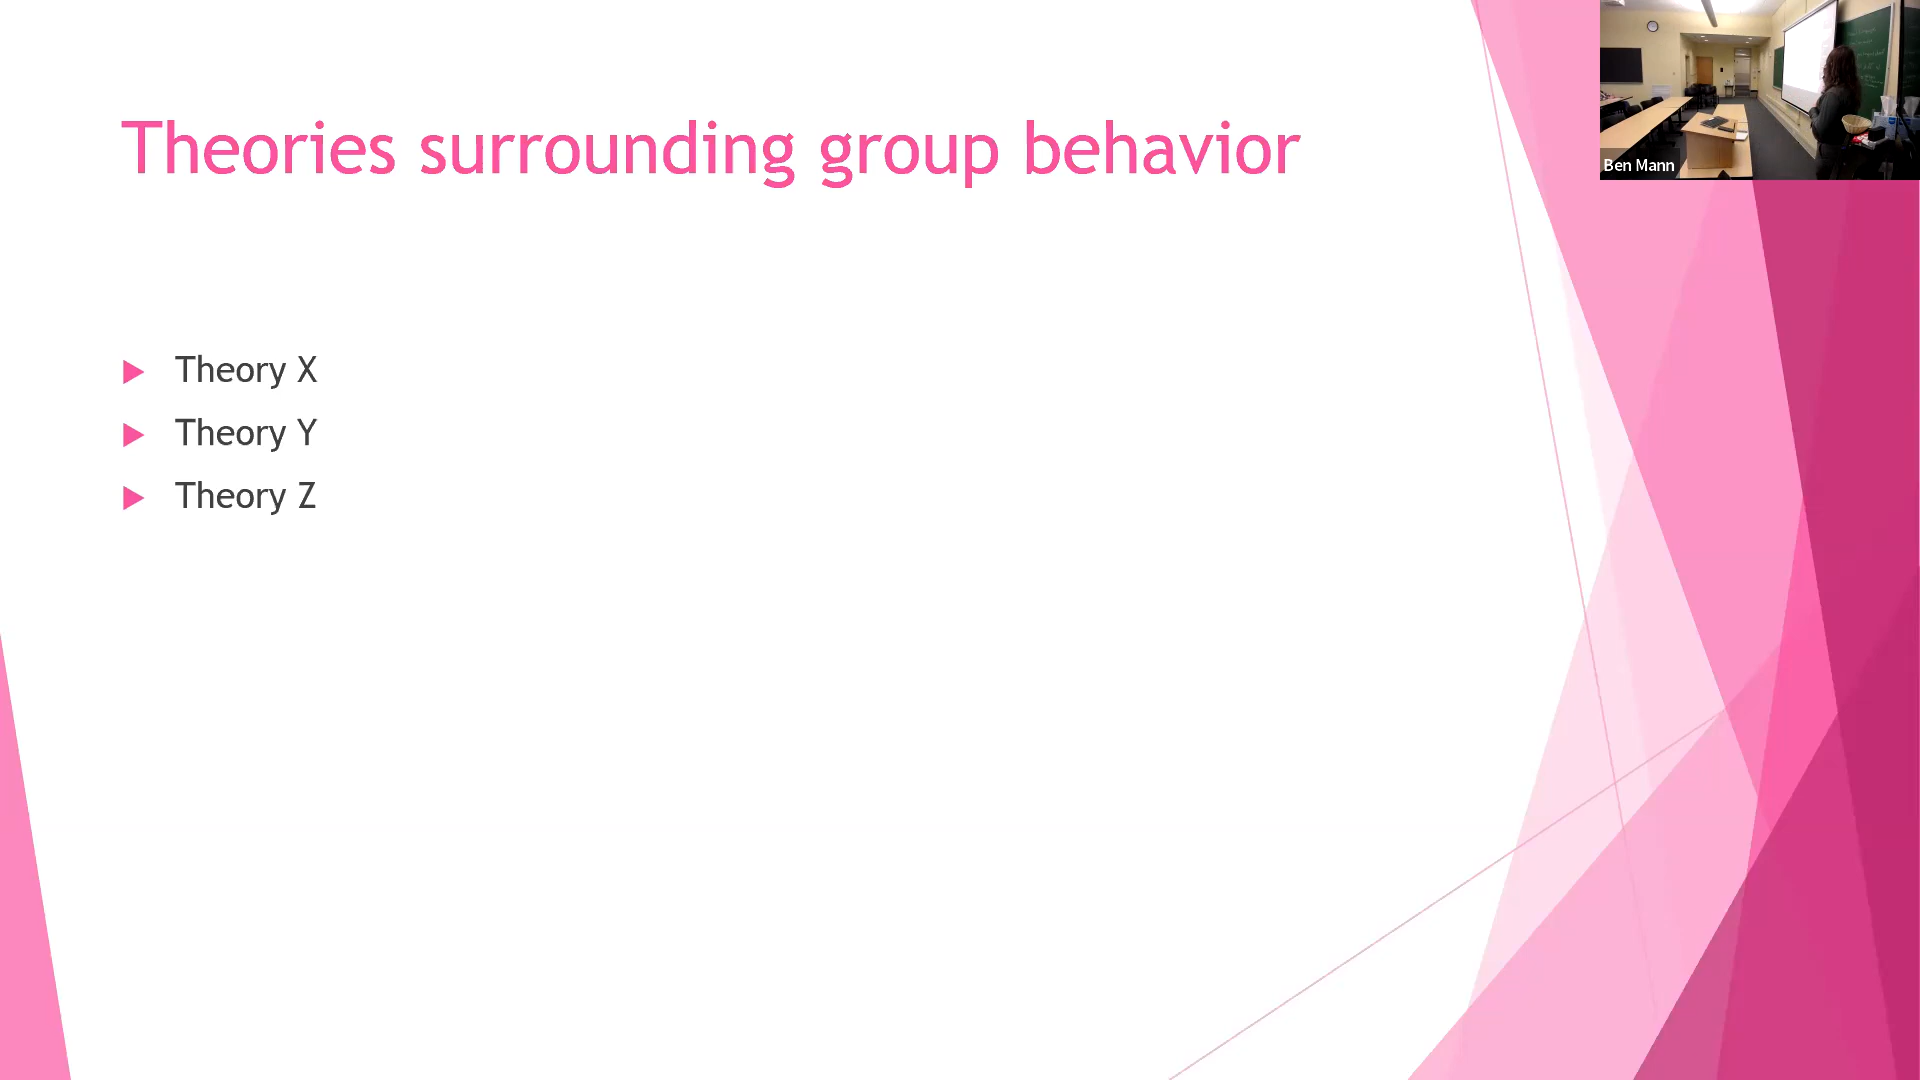 Theories surrounding group behavior
Theory X
Theory Y
Theory Z
Ben Mann